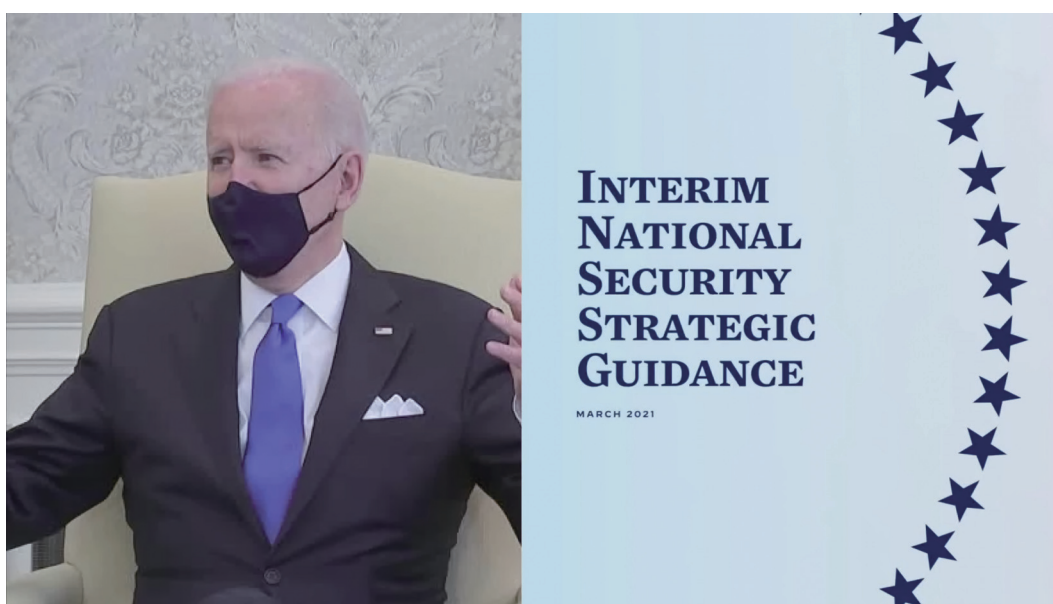 INTERIM
NATIONAL
SECURITY
STRATEGIC
GUIDANCE
MARCH 2021